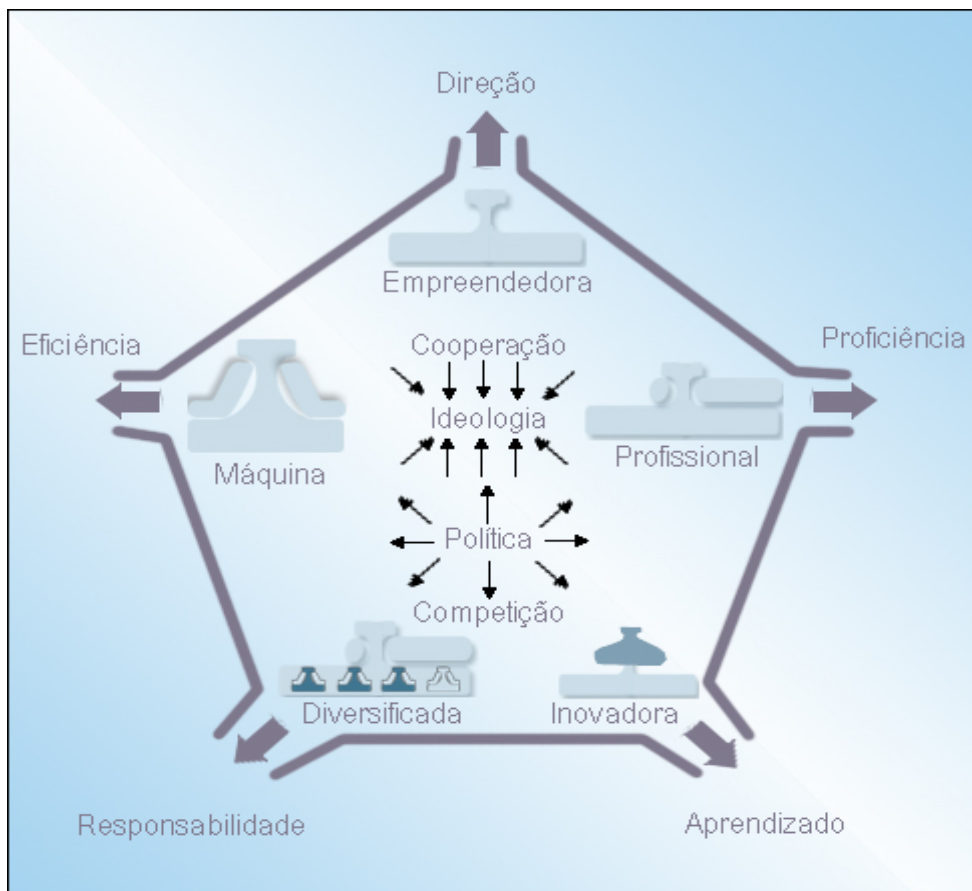 Direção
Empreendedora
Eficiência
Cooperação
Proficiência
Ideologia
Máquina
Profissional
Política
Competição
Diversificada
Inovadora
Responsabilidade
Aprendizado